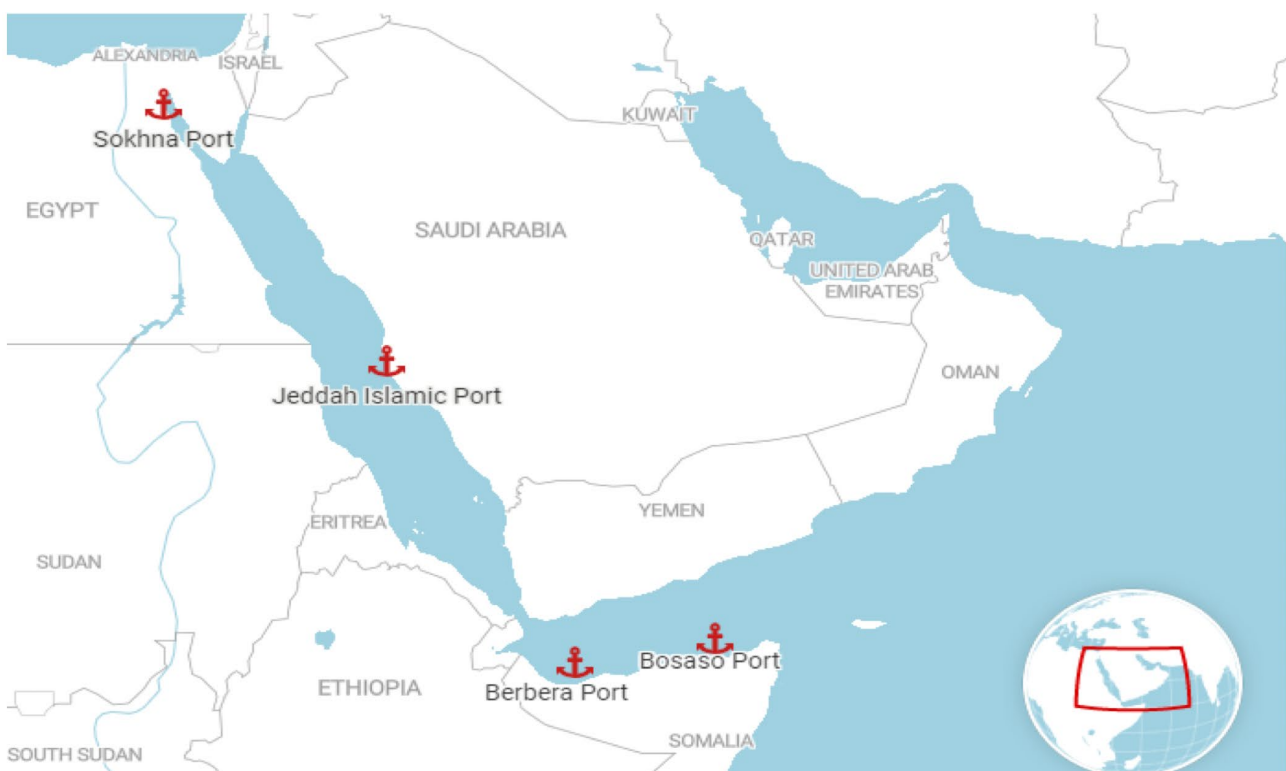 ALEXANDRIA
ISRAEL
Sokhna Port
KUWAIT
EGYPT
SAUDI ARABIA
QATAR
UNITED ARAB
EMIRATES
OMAN
Jeddah Islamic Port
YEMEN
ERITREA
SUDAN
Bosaso Port
ETHIOPIA
Berbera Port
SOMALIA
SOUTH SUDAN